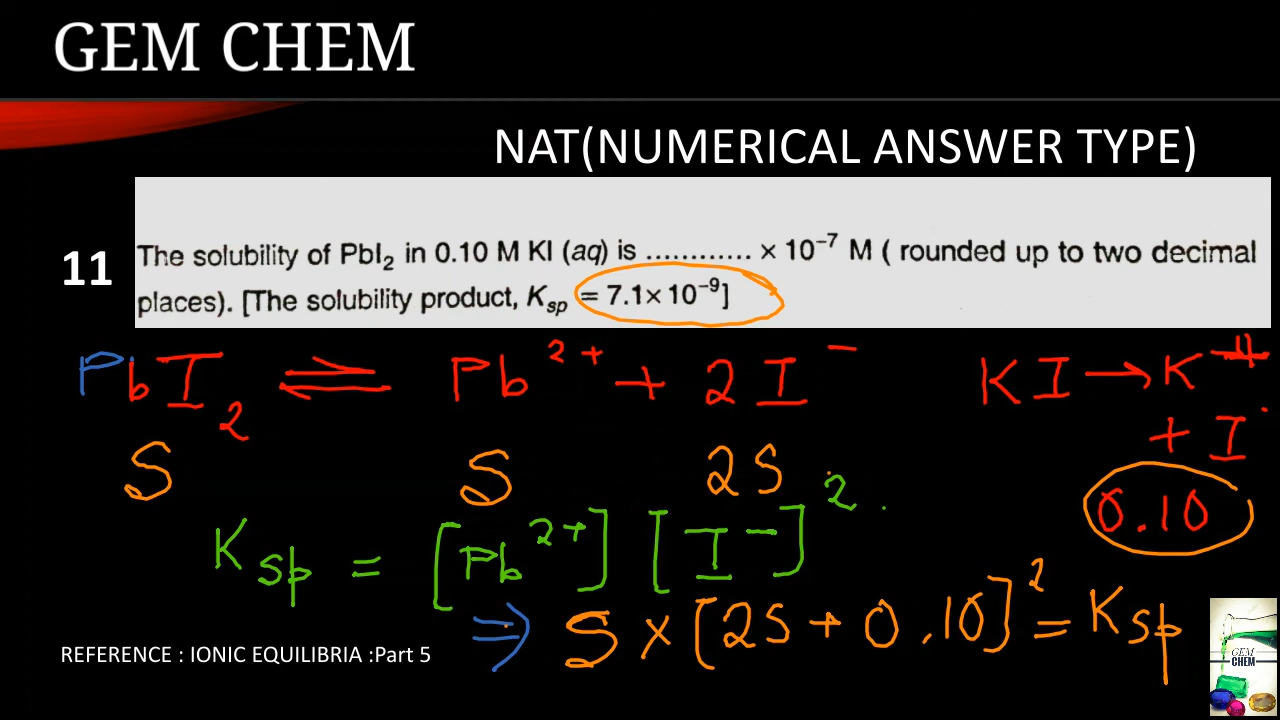 GEM CHEM
NAT(NUMERICAL ANSWER TYPE)
11
The solubility of PbI₂ in 0.10 M KI (aq) is ............ × 10⁻⁷ M ( rounded up to two decimal
places). [The solubility product, Kₛₚ = 7.1× 10⁻⁹]
PbI₂ ⇌ Pb²⁺ + 2I⁻
KI → K⁺
+ I⁻
S S 2S
0.10
Ksp = [Pb²⁺] [I⁻]²
⇒ S × [2S + 0.10]² = Ksp
REFERENCE : IONIC EQUILIBRIA :Part 5
GEM
CHEM